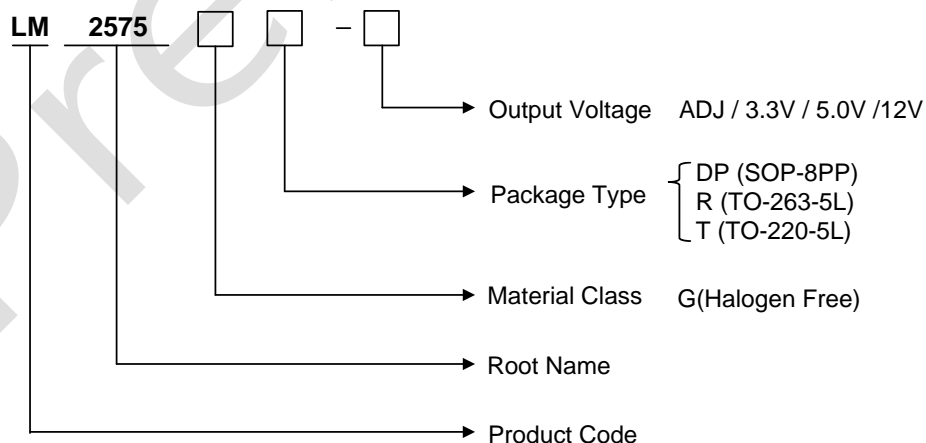 LM 2575 –
Output Voltage ADJ / 3.3V / 5.0V /12V
Package Type
DP (SOP-8PP)
R (TO-263-5L)
T (TO-220-5L)
Material Class G(Halogen Free)
Root Name
Product Code
Pre